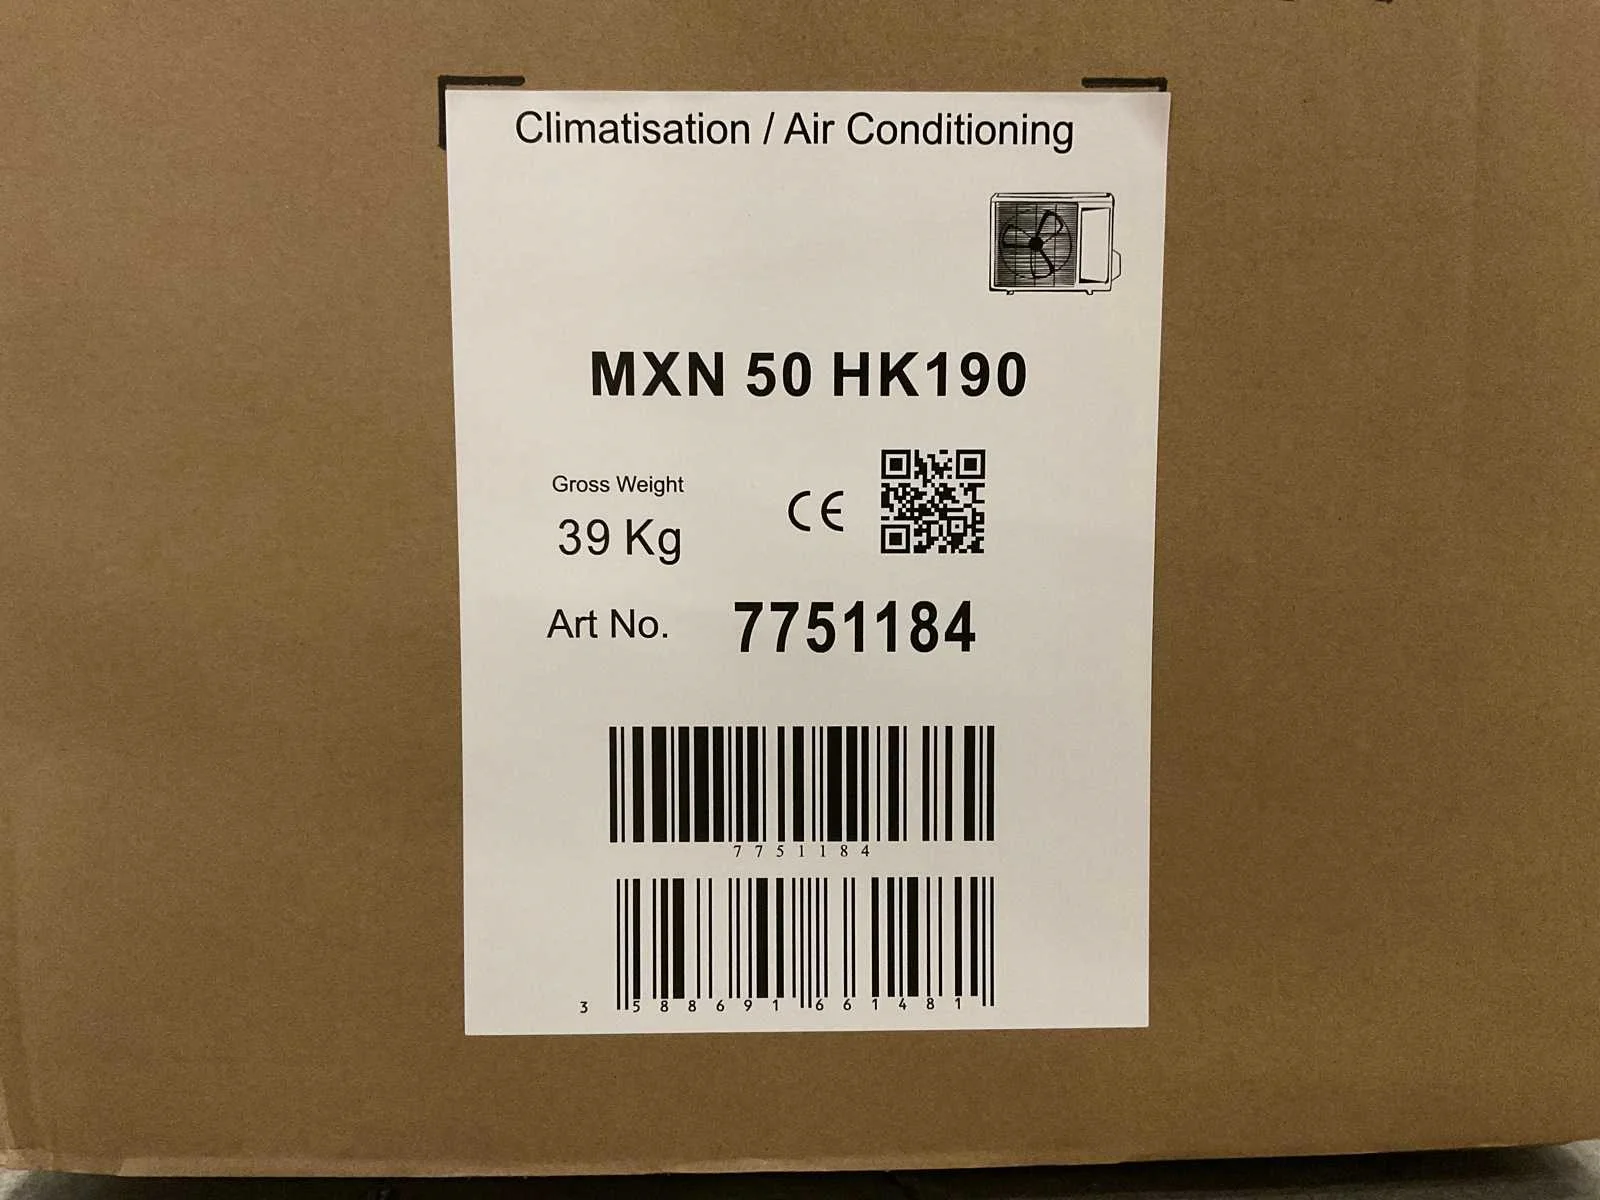 Climatisation / Air Conditioning
MXN 50 HK190
Gross Weight
39 Kg
CE
Art No. 7751184
7751184
3 588691 661481